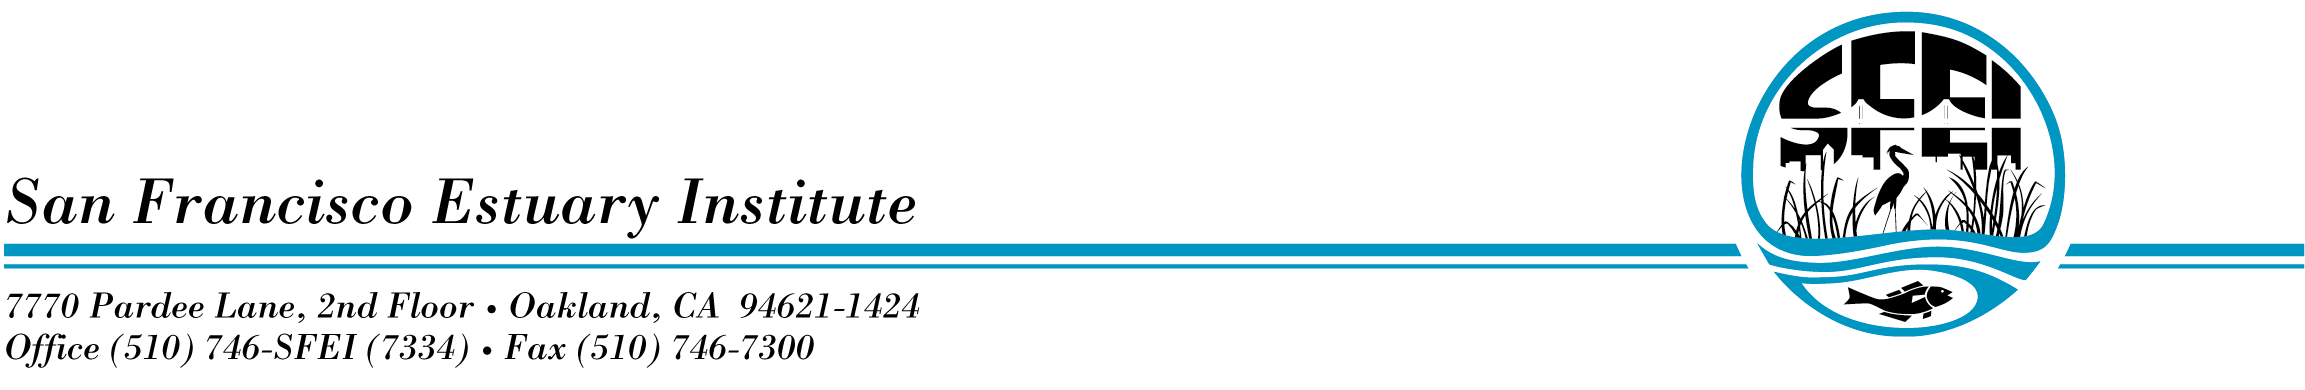 SFEI
San Francisco Estuary Institute
7770 Pardee Lane, 2nd Floor • Oakland, CA 94621-1424
Office (510) 746-SFEI (7334) • Fax (510) 746-7300